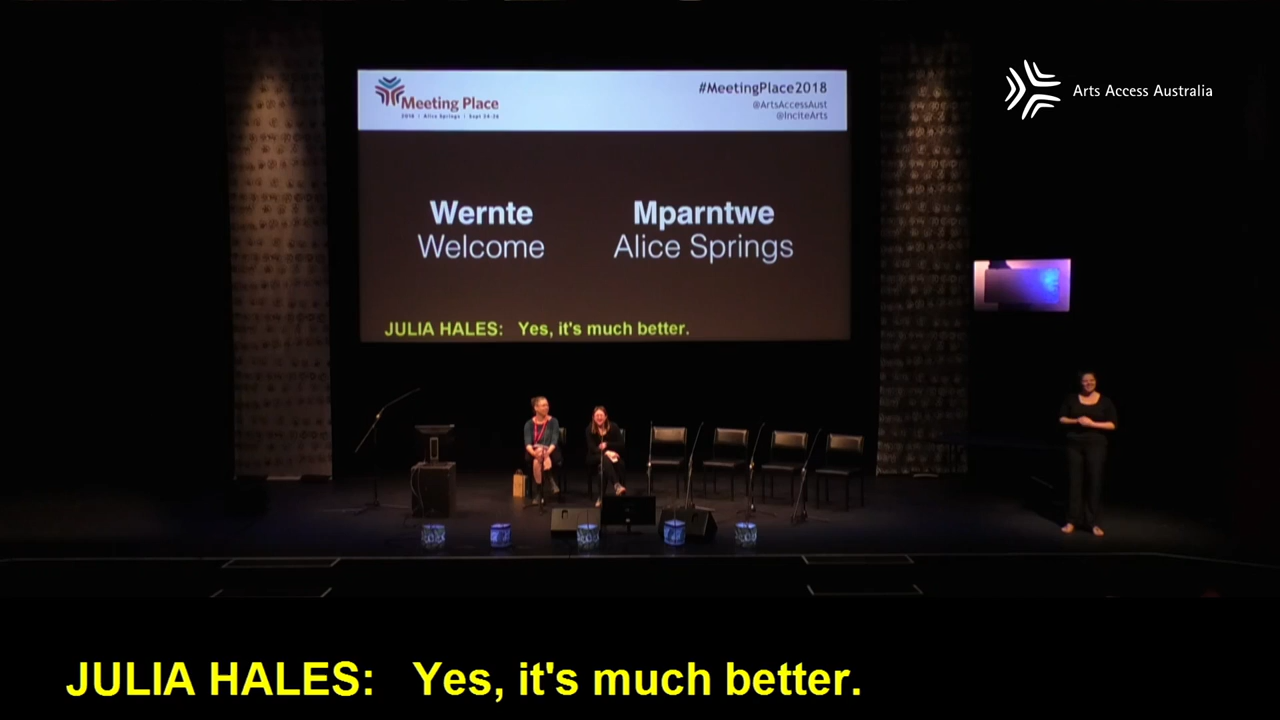 Meeting Place
2018 | Alice Springs | Sept 24-26
#MeetingPlace2018
@ArtsAccessAust
@InciteArts
Arts Access Australia
Wernte
Welcome
Mparntwe
Alice Springs
JULIA HALES: Yes, it's much better.
JULIA HALES: Yes, it's much better.